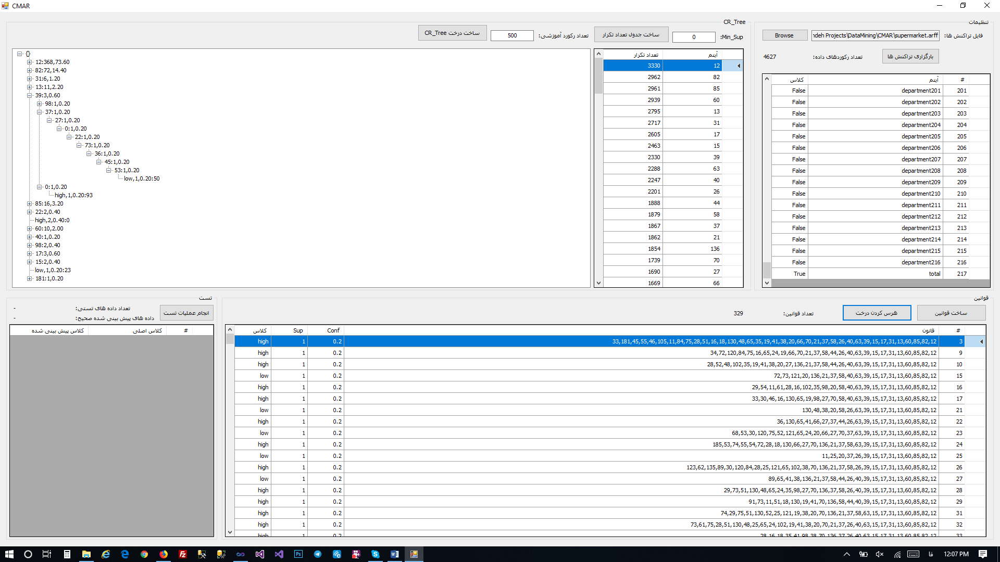 CMAR
تنظیمات
فایل تراکنش ها:
ndeh Projects\DataMining\CMAR\supermarket.arff
Browse
بارگزاری تراکنش ها
تعداد رکوردهای داده:
4627
# آیتم کلاس
201 department201 False
202 department202 False
203 department203 False
204 department204 False
205 department205 False
206 department206 False
207 department207 False
208 department208 False
209 department209 False
210 department210 False
211 department211 False
212 department212 False
213 department213 False
214 department214 False
215 department215 False
216 department216 False
217 total True
CR_Tree
Min_Sup:
0
ساخت جدول تعداد تکرار
تعداد رکورد آموزشی:
500
ساخت درخت CR_Tree
آیتم تعداد تکرار
12 3330
82 2962
85 2961
60 2939
13 2795
31 2717
17 2605
15 2463
39 2330
63 2288
40 2247
26 2201
44 1888
58 1879
37 1867
21 1862
136 1854
70 1739
27 1690
66 1669
{}
12:368,73.60
82:72,14.40
31:6,1.20
13:11,2.20
39:3,0.60
98:1,0.20
37:1,0.20
27:1,0.20
0:1,0.20
22:1,0.20
73:1,0.20
36:1,0.20
45:1,0.20
53:1,0.20
low,1,0.20:50
0:1,0.20
high,1,0.20:93
85:16,3.20
22:2,0.40
high,2,0.40:0
60:10,2.00
40:1,0.20
98:2,0.40
17:3,0.60
15:2,0.40
low,1,0.20:23
181:1,0.20
قوانین
ساخت قوانین
هرس کردن درخت
تعداد قوانین:
329
# قانون Conf Sup کلاس
3 33,181,45,55,46,105,11,84,75,28,51,16,18,130,48,65,35,19,41,38,20,66,70,21,37,58,26,40,63,39,15,17,31,13,60,85,82,12 0.2 1 high
9 34,72,120,84,75,16,65,24,19,66,70,21,37,58,44,26,40,63,39,15,17,31,13,60,85,82,12 0.2 1 high
10 28,52,48,102,35,19,41,38,20,27,136,21,37,58,44,26,40,63,39,15,17,31,13,60,85,82,12 0.2 1 high
15 72,73,121,20,136,21,37,58,40,63,39,15,17,31,13,60,85,82,12 0.2 1 low
16 29,54,11,61,28,16,102,35,98,20,58,40,63,39,15,17,31,13,60,85,82,12 0.2 1 high
17 33,30,46,16,130,65,19,98,27,70,58,40,63,39,15,17,31,13,60,85,82,12 0.2 1 high
21 130,48,38,20,58,26,63,39,15,17,31,13,60,85,82,12 0.2 1 low
22 36,130,65,41,66,27,37,44,26,63,39,15,17,31,13,60,85,82,12 0.2 1 high
23 68,53,30,120,75,52,121,65,24,20,66,27,70,37,63,39,15,17,31,13,60,85,82,12 0.2 1 low
24 185,53,74,55,54,72,28,18,130,66,27,70,136,21,37,58,63,39,15,17,31,13,60,85,82,12 0.2 1 high
25 11,25,20,37,26,39,15,17,31,13,60,85,82,12 0.2 1 low
26 123,62,135,89,30,120,84,28,25,121,65,102,38,70,136,21,37,58,26,39,15,17,31,13,60,85,82,12 0.2 1 high
27 89,65,41,38,136,21,37,58,44,26,40,39,15,17,31,13,60,85,82,12 0.2 1 low
28 29,73,51,130,48,65,24,35,98,27,70,136,37,58,26,40,39,15,17,31,13,60,85,82,12 0.2 1 high
29 91,73,11,51,18,130,19,41,70,136,58,44,40,39,15,17,31,13,60,85,82,12 0.2 1 high
31 74,29,75,51,130,52,25,121,19,38,20,70,136,21,37,58,63,15,17,31,13,60,85,82,12 0.2 1 high
32 73,61,75,28,51,130,48,25,65,24,102,19,41,38,20,70,21,37,26,40,63,15,17,31,13,60,85,82,12 0.2 1 high
33 28,16,18,35,41,98,38,70,136,37,26,40,63,15,17,31,13,60,85,82,12 0.2 1 high
تست
انجام عملیات تست
تعداد داده های تستی:
-
داده های پیش بینی شده صحیح:
-
# کلاس اصلی کلاس پیش بینی شده
فا
12:07 PM